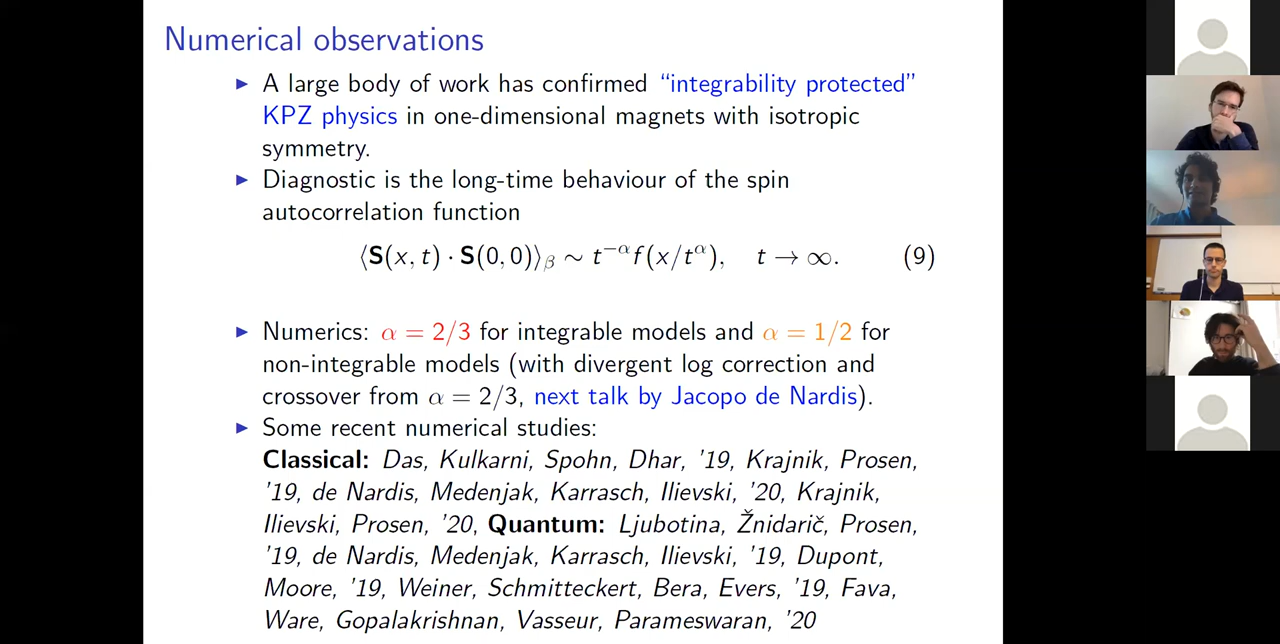 Numerical observations
▶ A large body of work has confirmed “integrability protected”
KPZ physics in one-dimensional magnets with isotropic
symmetry.
▶ Diagnostic is the long-time behaviour of the spin
autocorrelation function
⟨S(x, t) · S(0, 0)⟩β ∼ t^{−α} f(x/t^α), t → ∞. (9)
▶ Numerics: α = 2/3 for integrable models and α = 1/2 for
non-integrable models (with divergent log correction and
crossover from α = 2/3, next talk by Jacopo de Nardis).
▶ Some recent numerical studies:
Classical: Das, Kulkarni, Spohn, Dhar, ’19, Krajnik, Prosen,
’19, de Nardis, Medenjak, Karrasch, Ilievski, ’20, Krajnik,
Ilievski, Prosen, ’20, Quantum: Ljubotina, Žnidarič, Prosen,
’19, de Nardis, Medenjak, Karrasch, Ilievski, ’19, Dupont,
Moore, ’19, Weiner, Schmitteckert, Bera, Evers, ’19, Fava,
Ware, Gopalakrishnan, Vasseur, Parameswaran, ’20